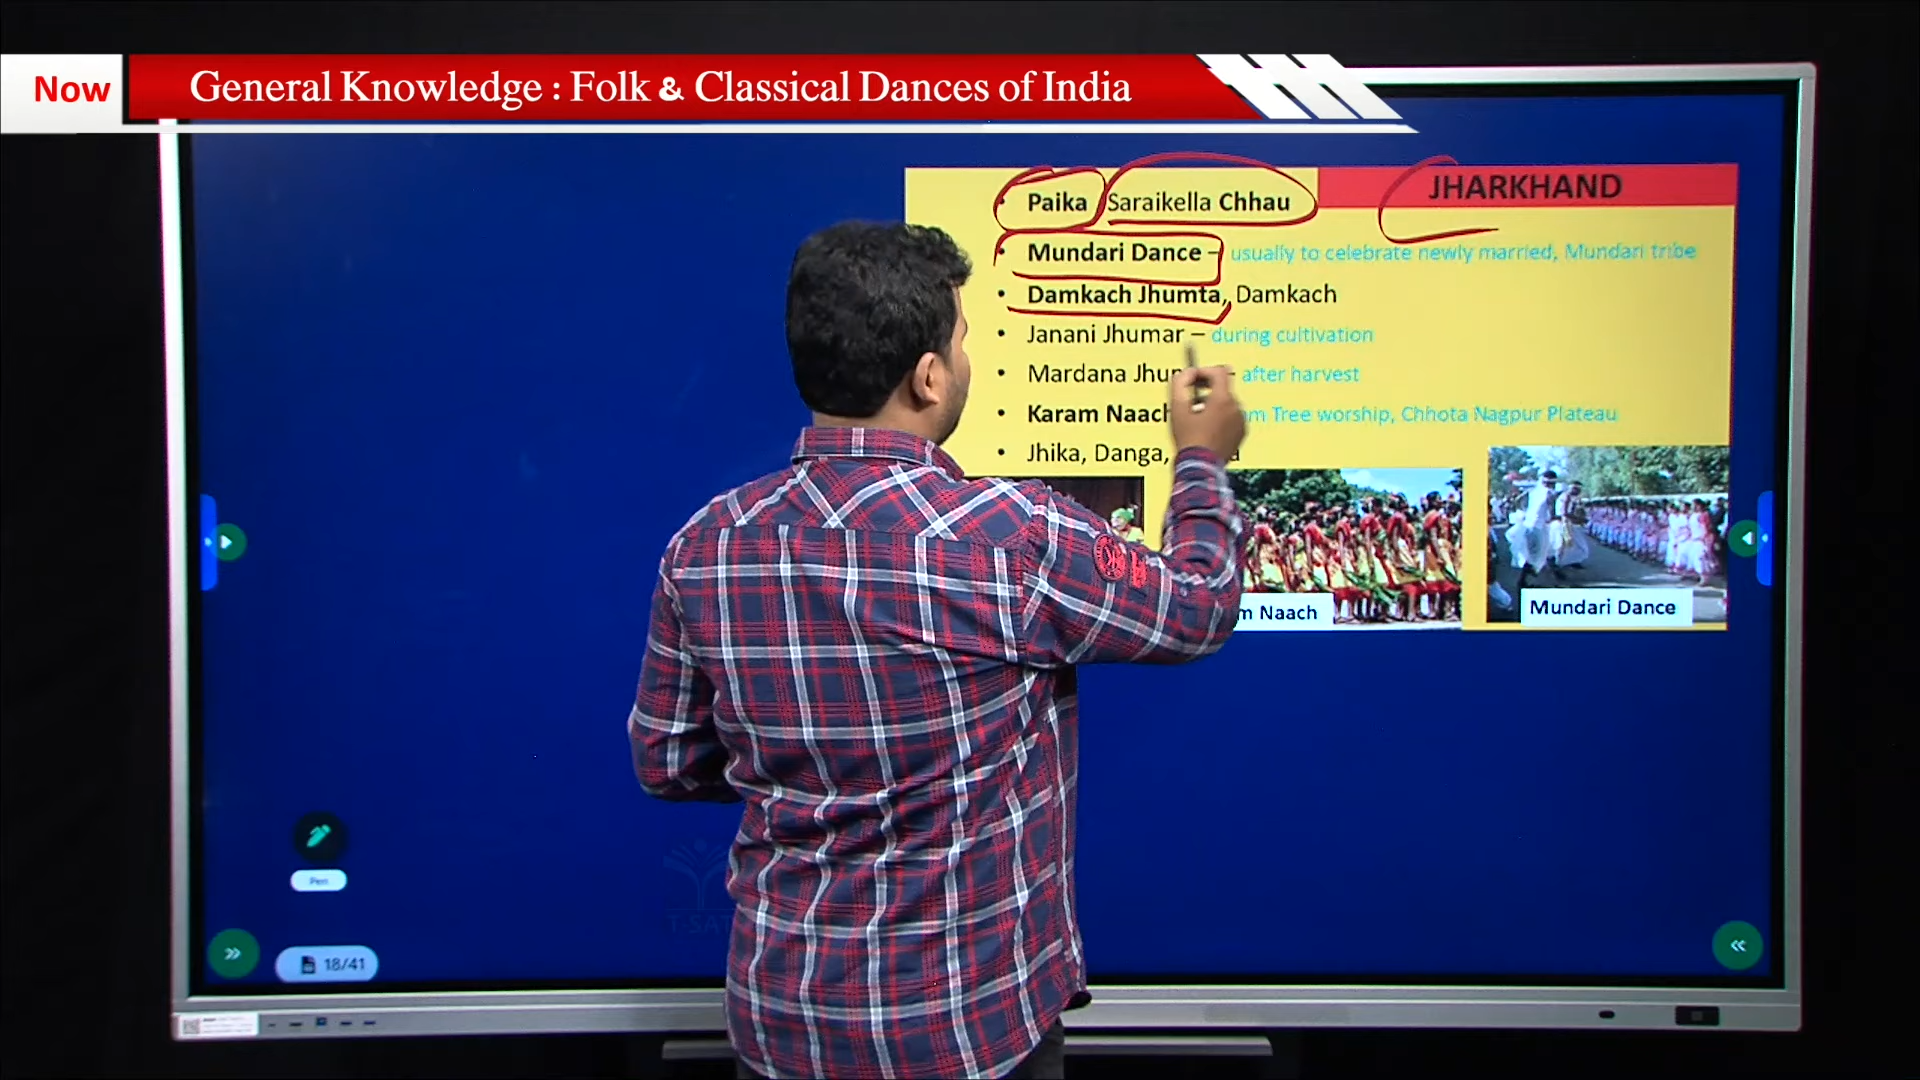 Now
General Knowledge : Folk & Classical Dances of India
JHARKHAND
• Paika, Saraikella Chhau
• Mundari Dance – usually to celebrate newly married, Mundari tribe
• Damkach Jhumta, Damkach
• Janani Jhumar – during cultivation
• Mardana – after harvest
• Karam Naach Tree worship, Chhota Nagpur Plateau
• Jhika, Danga,
Naach
Mundari Dance
Pen
18/41